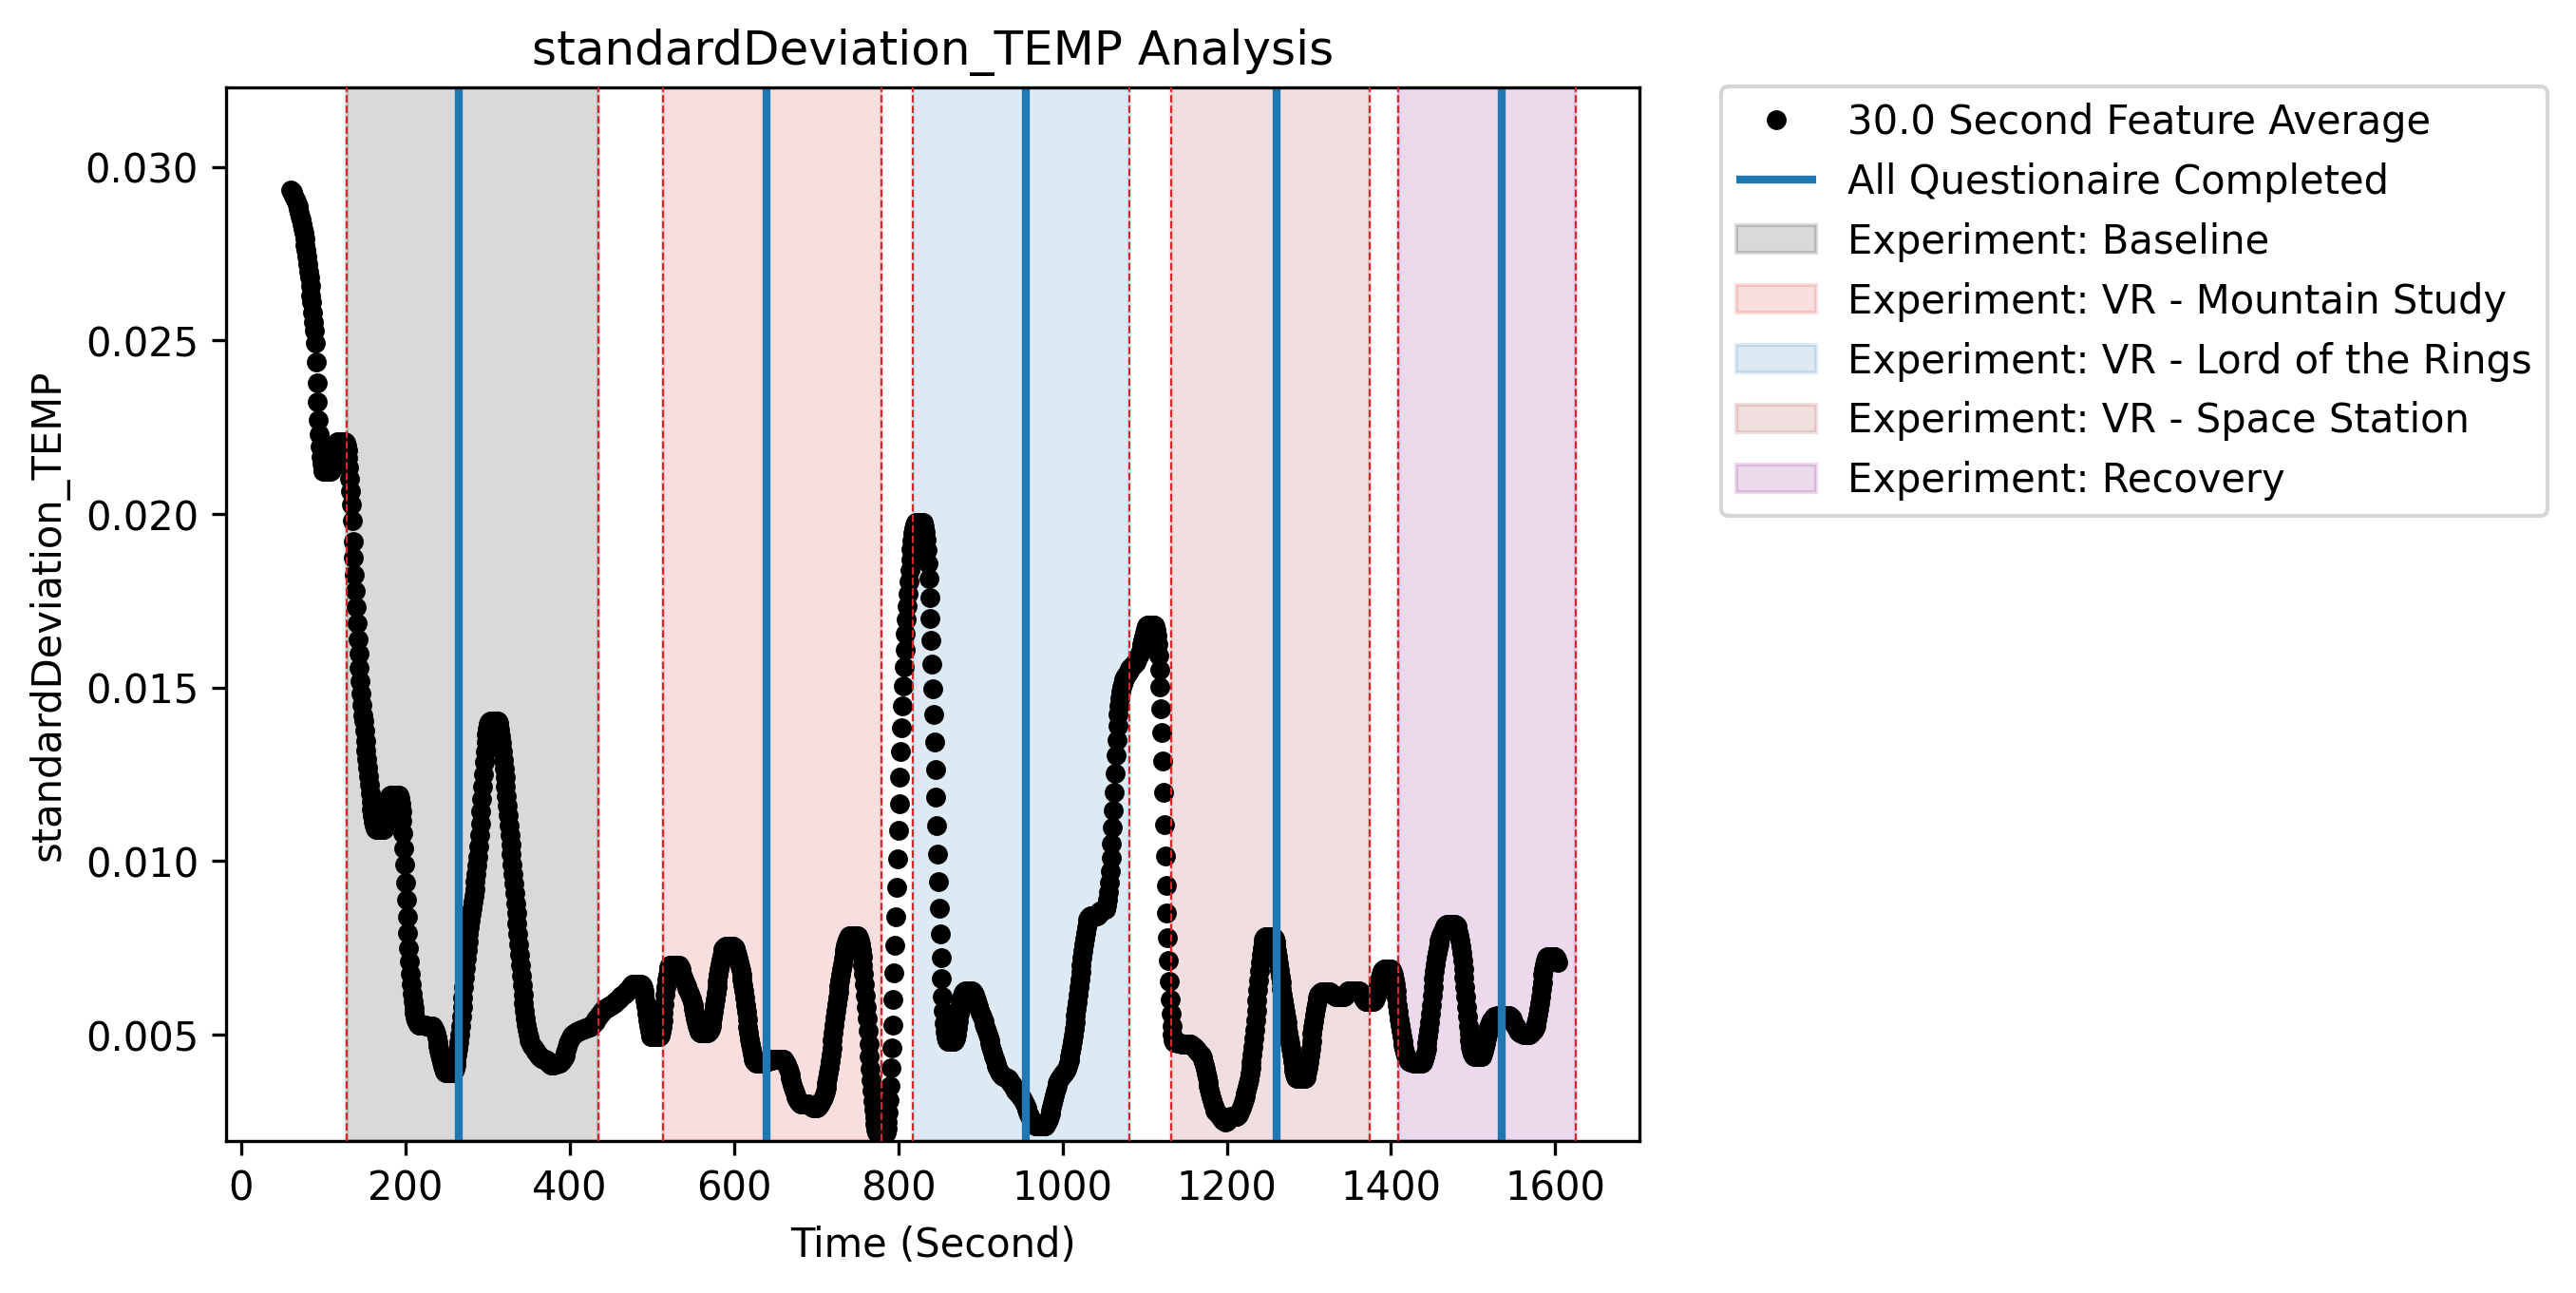 standardDeviation_TEMP Analysis
0.030
0.025
0.020
0.015
0.010
0.005
standardDeviation_TEMP
0 200 400 600 800 1000 1200 1400 1600
Time (Second)
30.0 Second Feature Average
All Questionaire Completed
Experiment: Baseline
Experiment: VR - Mountain Study
Experiment: VR - Lord of the Rings
Experiment: VR - Space Station
Experiment: Recovery